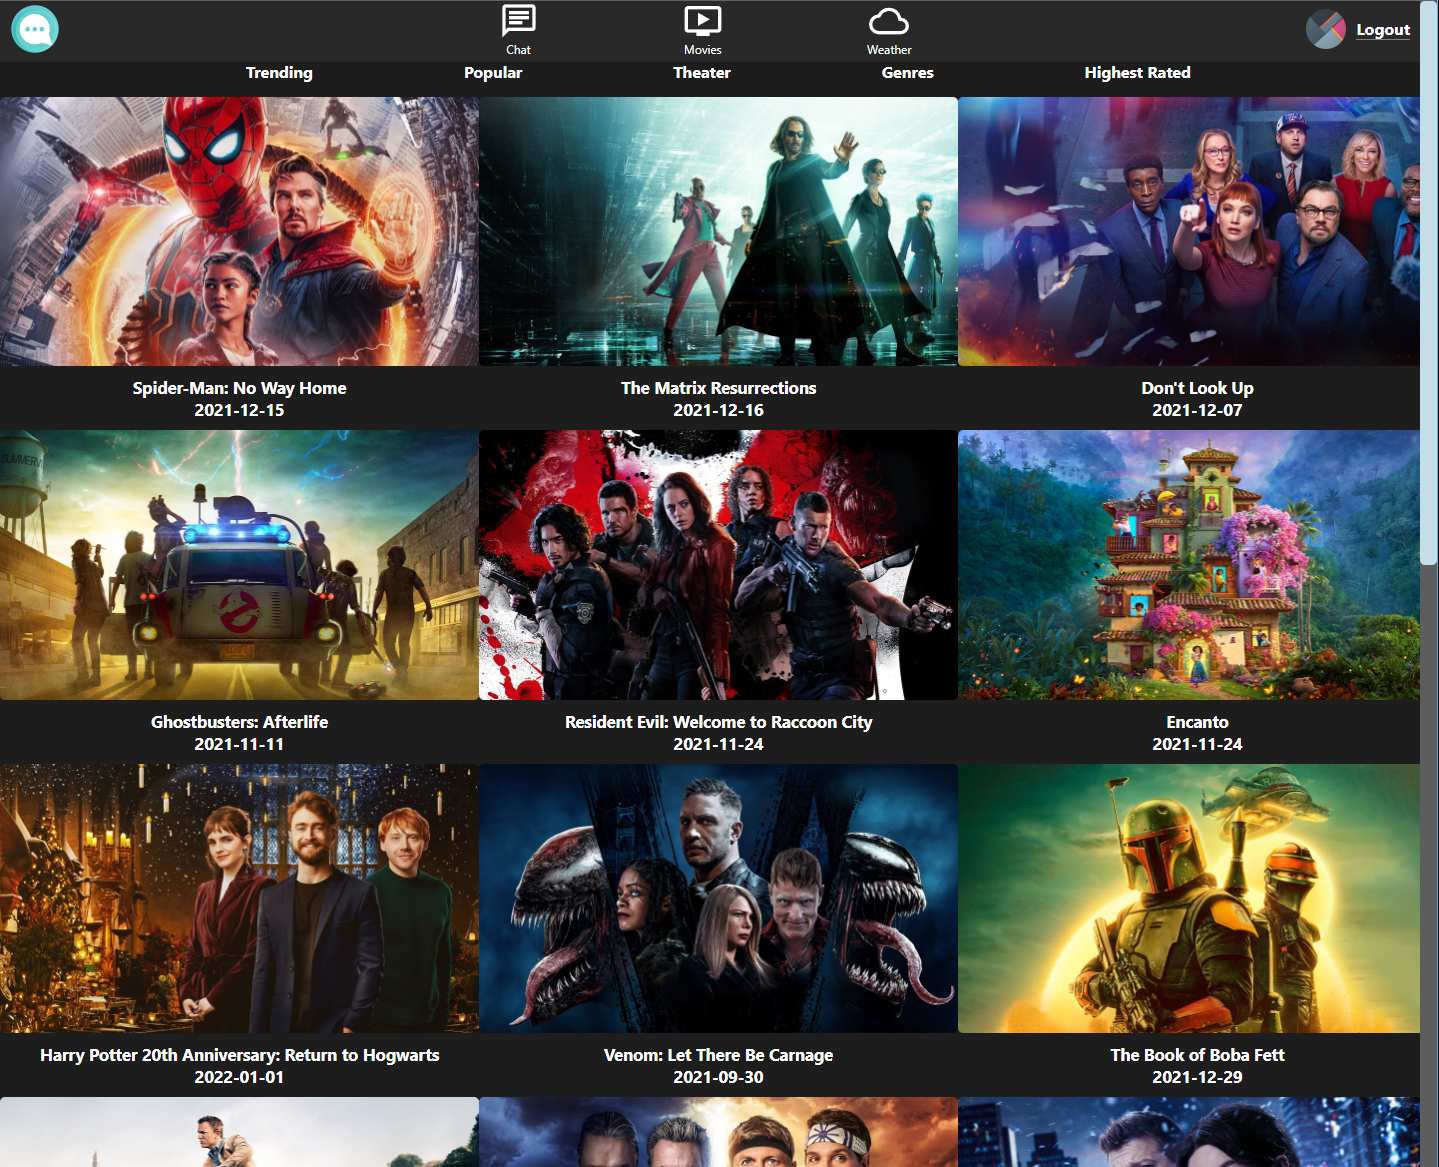 Chat
Movies
Weather
Logout
Trending
Popular
Theater
Genres
Highest Rated
Spider-Man: No Way Home
2021-12-15
The Matrix Resurrections
2021-12-16
Don't Look Up
2021-12-07
SUMMERV
Ghostbusters: Afterlife
2021-11-11
Resident Evil: Welcome to Raccoon City
2021-11-24
Encanto
2021-11-24
Harry Potter 20th Anniversary: Return to Hogwarts
2022-01-01
Venom: Let There Be Carnage
2021-09-30
The Book of Boba Fett
2021-12-29